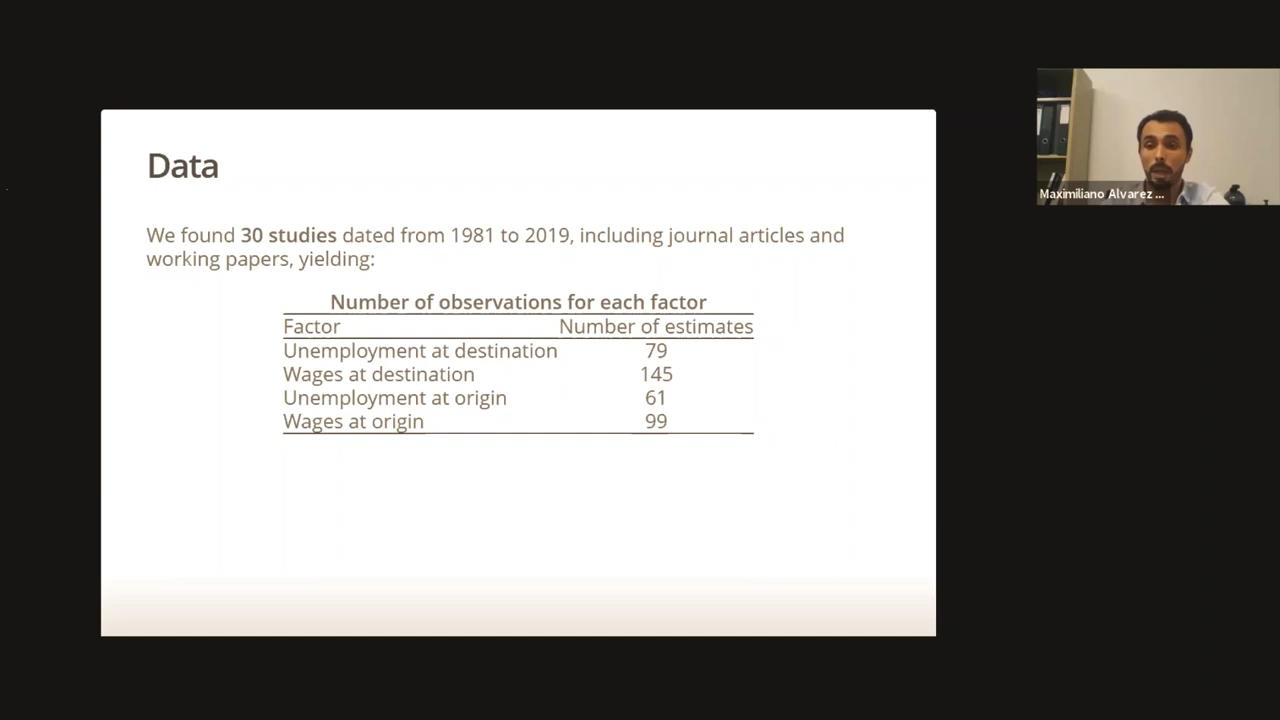 Data
We found 30 studies dated from 1981 to 2019, including journal articles and
working papers, yielding:
Number of observations for each factor
Factor Number of estimates
Unemployment at destination 79
Wages at destination 145
Unemployment at origin 61
Wages at origin 99
Maximiliano Alvarez ...